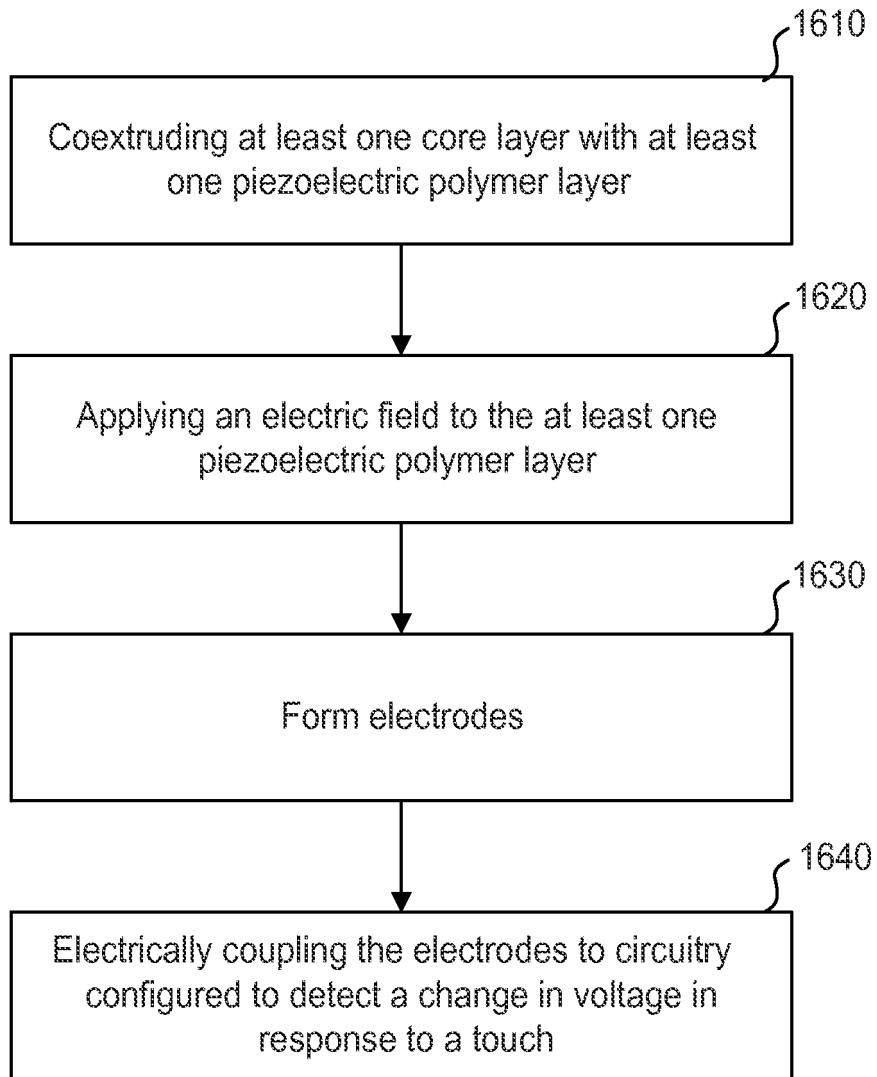 1610
Coextruding at least one core layer with at least
one piezoelectric polymer layer
1620
Applying an electric field to the at least one
piezoelectric polymer layer
1630
Form electrodes
1640
Electrically coupling the electrodes to circuitry
configured to detect a change in voltage in
response to a touch